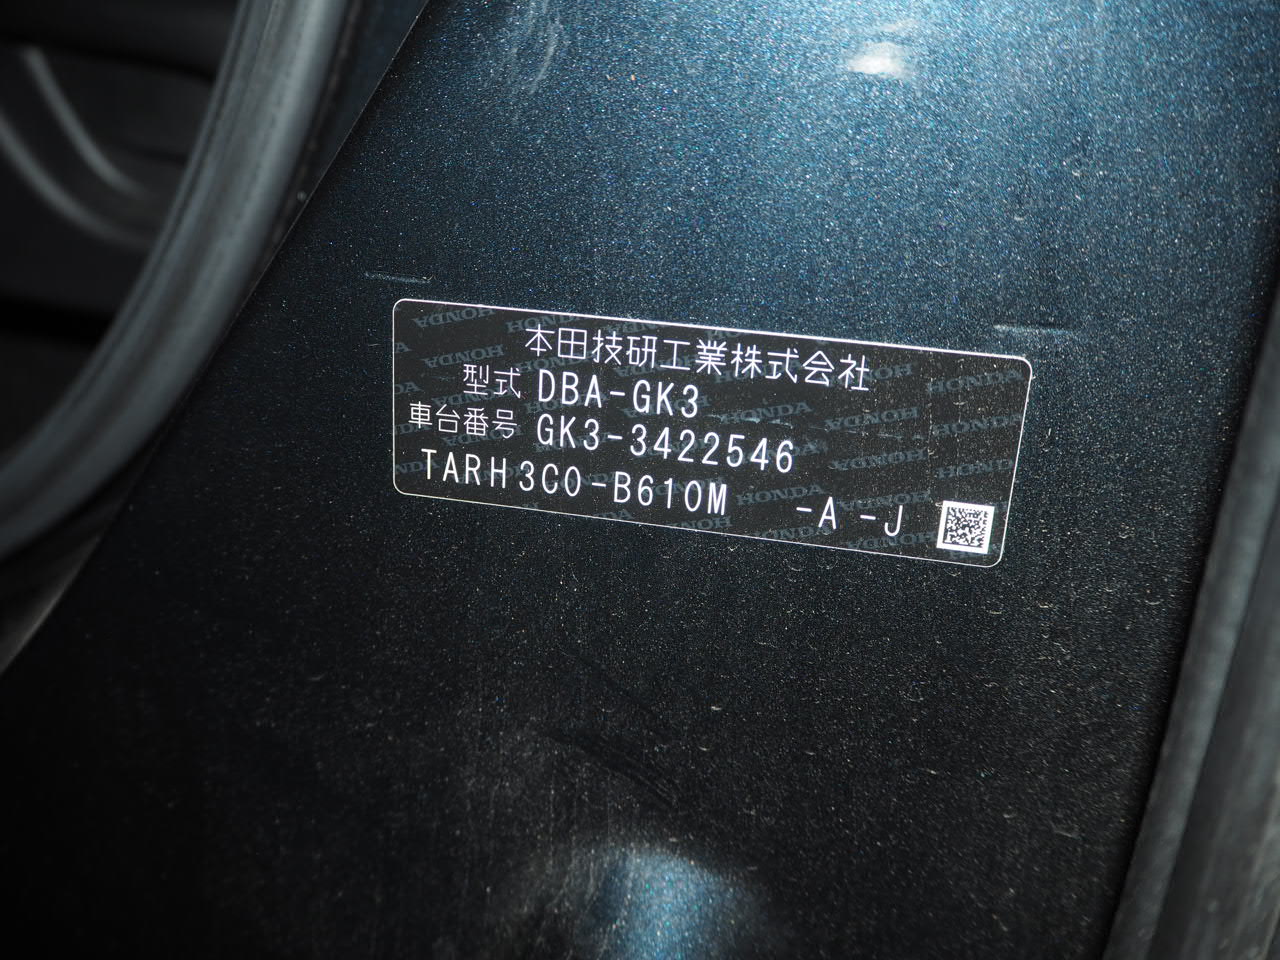 本田技研工業株式会社
型式 DBA-GK3
車台番号 GK3-3422546
TARH3C0-B610M -A -J